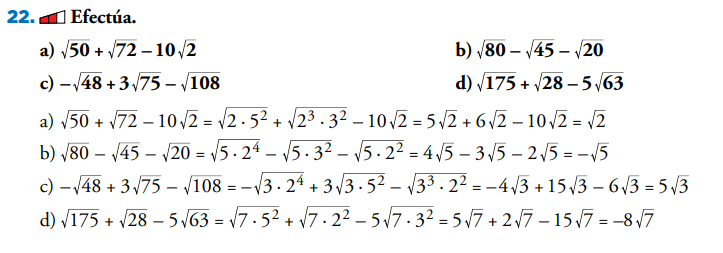 22. Efectúa.
a) √50 + √72 – 10√2 b) √80 – √45 – √20
c) –√48 + 3√75 – √108 d) √175 + √28 – 5√63
a) √50 + √72 – 10√2 = √(2 · 5²) + √(2³ · 3²) – 10√2 = 5√2 + 6√2 – 10√2 = √2
b) √80 – √45 – √20 = √(5 · 2⁴) – √(5 · 3²) – √(5 · 2²) = 4√5 – 3√5 – 2√5 = –√5
c) –√48 + 3√75 – √108 = –√(3 · 2⁴) + 3√(3 · 5²) – √(3³ · 2²) = –4√3 + 15√3 – 6√3 = 5√3
d) √175 + √28 – 5√63 = √(7 · 5²) + √(7 · 2²) – 5√(7 · 3²) = 5√7 + 2√7 – 15√7 = –8√7